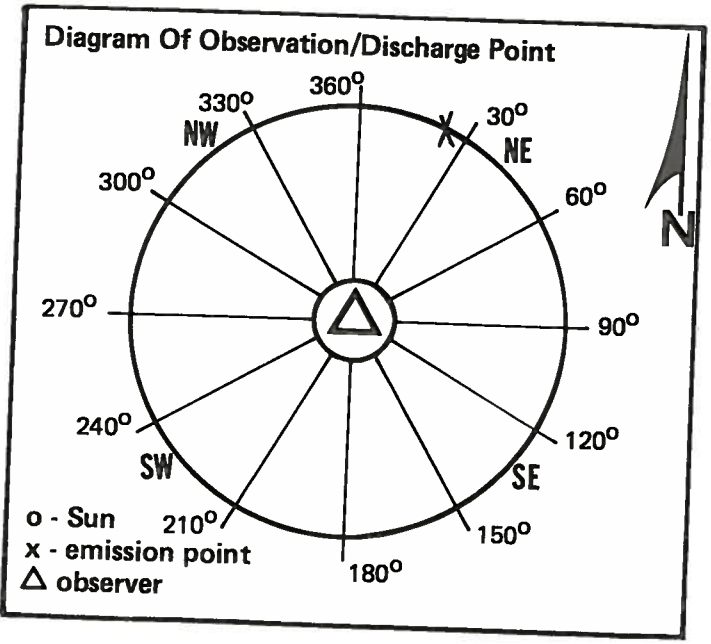 Diagram Of Observation/Discharge Point
360°
330°
30°
NW
NE
300°
60°
N
270°
90°
240°
120°
SW
SE
o - Sun
210°
150°
x - emission point
180°
△ observer
X